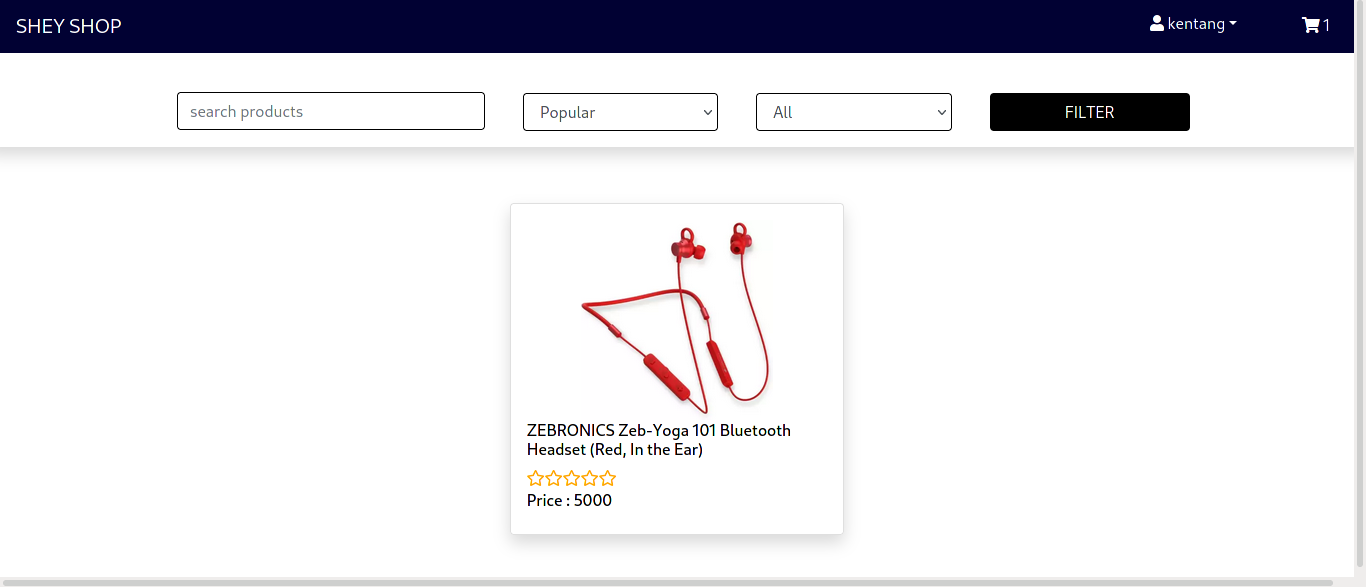 SHEY SHOP
kentang
1
search products
Popular
All
FILTER
ZEBRONICS Zeb-Yoga 101 Bluetooth
Headset (Red, In the Ear)
Price : 5000